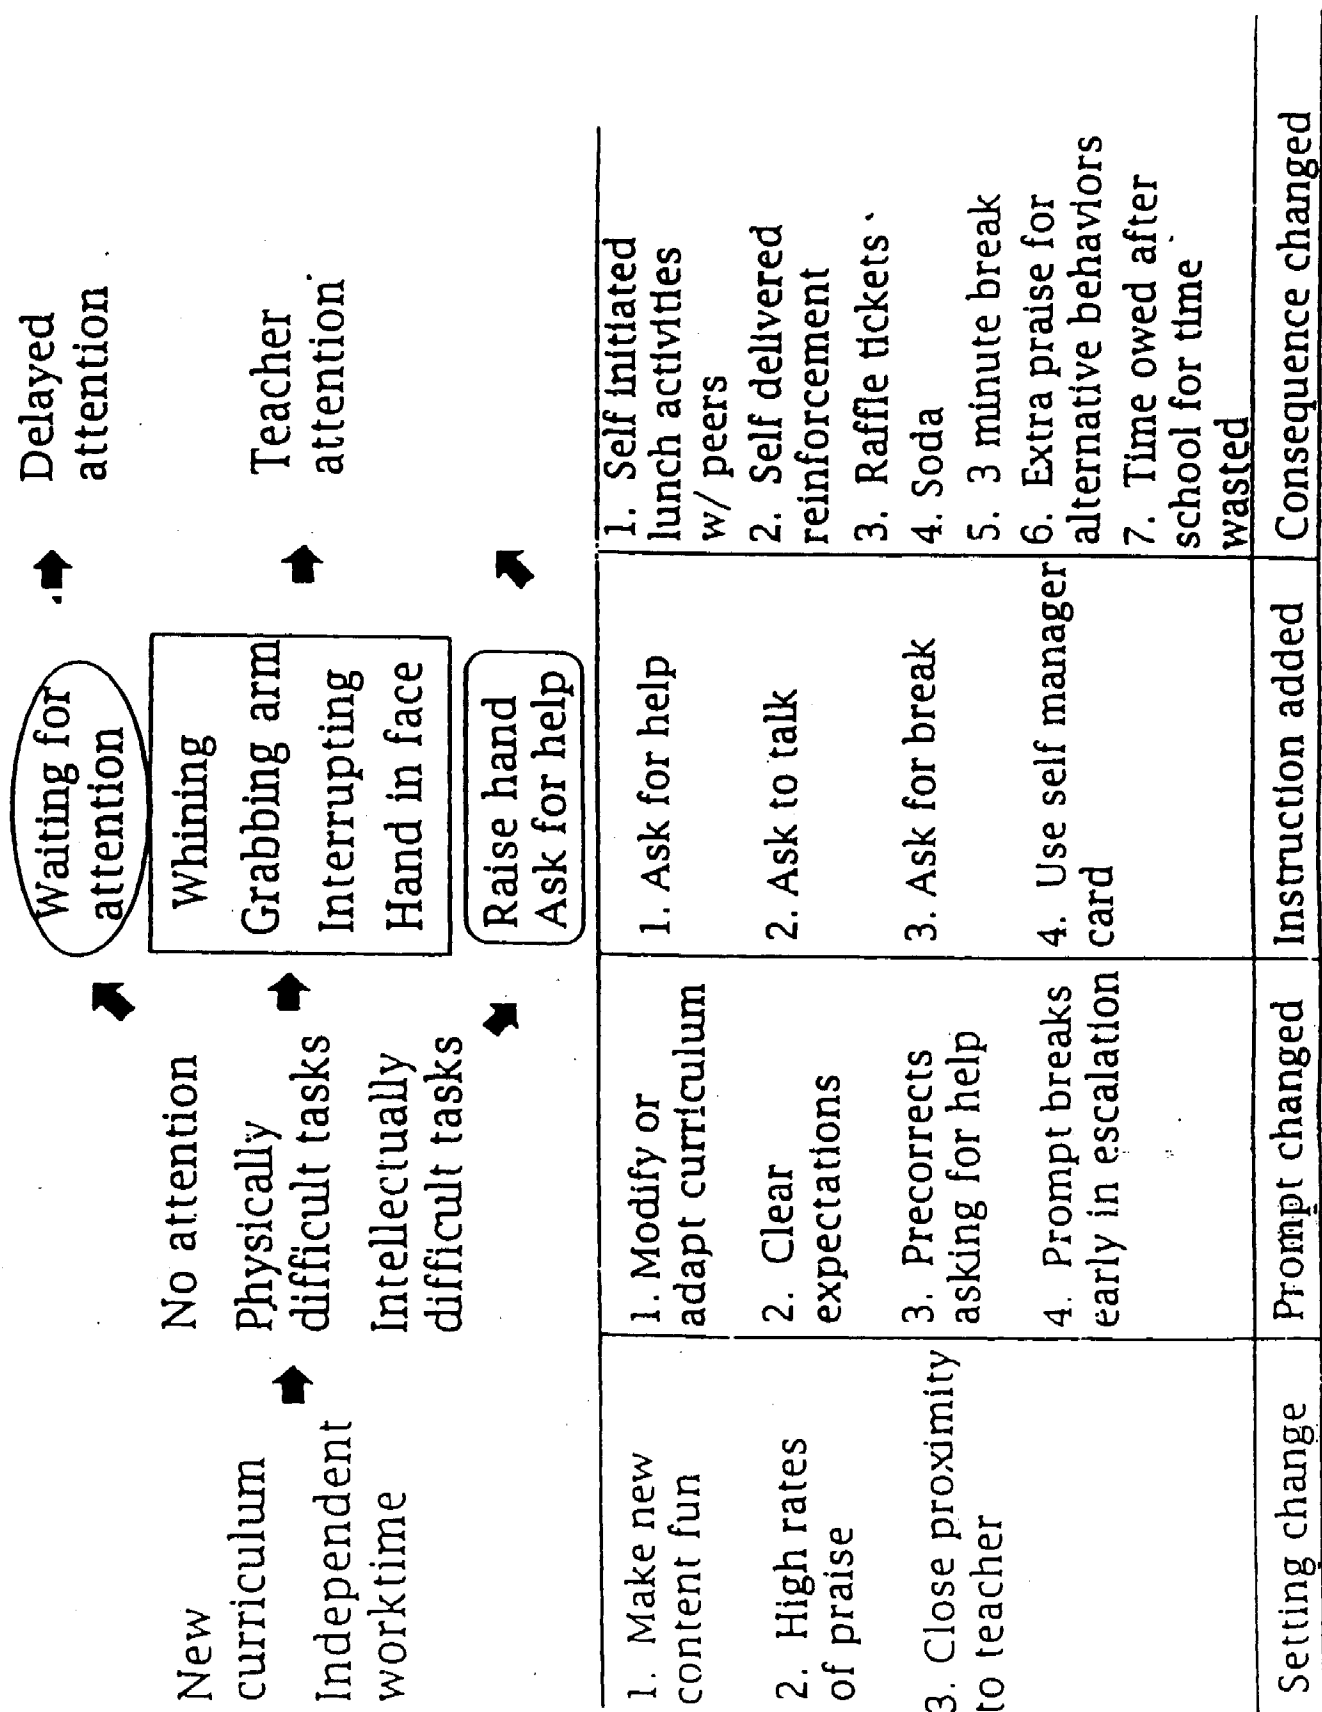 New
curriculum
Independent
worktime
No attention
Physically
difficult tasks
Intellectually
difficult tasks
Waiting for
attention
Whining
Grabbing arm
Interrupting
Hand in face
Raise hand
Ask for help
Delayed
attention
Teacher
attention
1. Make new
content fun
2. High rates
of praise
3. Close proximity
to teacher
Setting change
1. Modify or
adapt curriculum
2. Clear
expectations
3. Precorrects
asking for help
4. Prompt breaks
early in escalation
Prompt changed
1. Ask for help
2. Ask to talk
3. Ask for break
4. Use self manager
card
Instruction added
1. Self initiated
lunch activities
w/ peers
2. Self delivered
reinforcement
3. Raffle tickets
4. Soda
5. 3 minute break
6. Extra praise for
alternative behaviors
7. Time owed after
school for time
wasted
Consequence changed